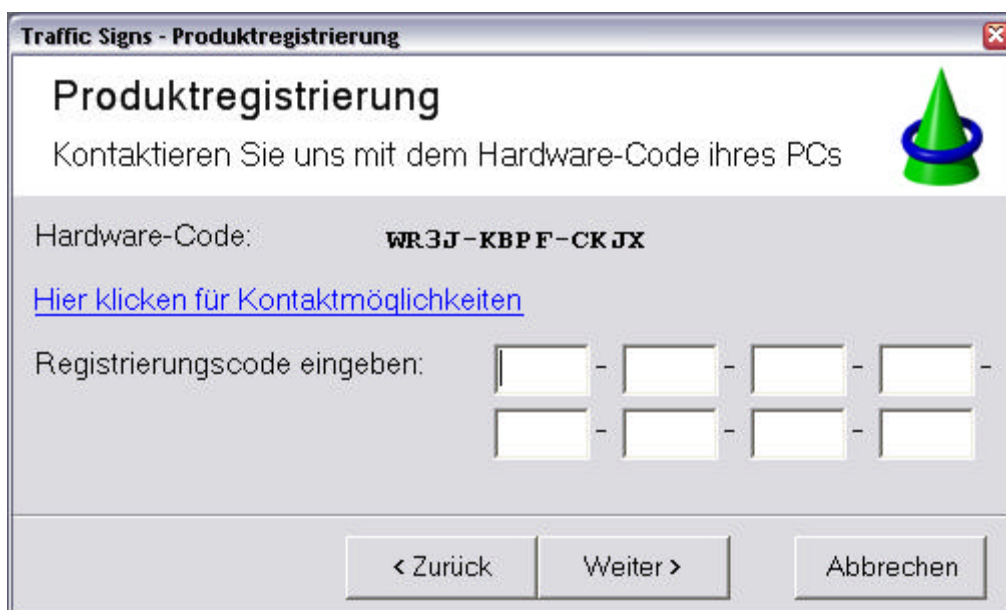 Traffic Signs - Produktregistrierung
Produktregistrierung
Kontaktieren Sie uns mit dem Hardware-Code ihres PCs
Hardware-Code: WR3J-KBPF-CKJX
Hier klicken für Kontaktmöglichkeiten
Registrierungscode eingeben: - - - -
- - -
< Zurück Weiter > Abbrechen